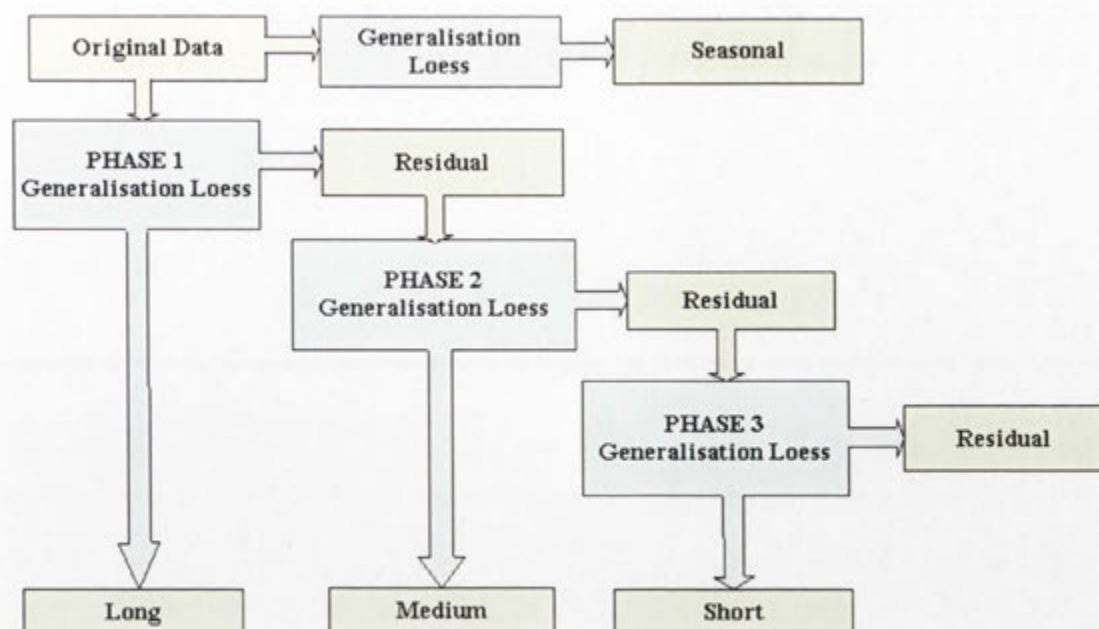 Original Data
Generalisation
Loess
Seasonal
PHASE 1
Generalisation Loess
Residual
PHASE 2
Generalisation Loess
Residual
PHASE 3
Generalisation Loess
Residual
Long
Medium
Short